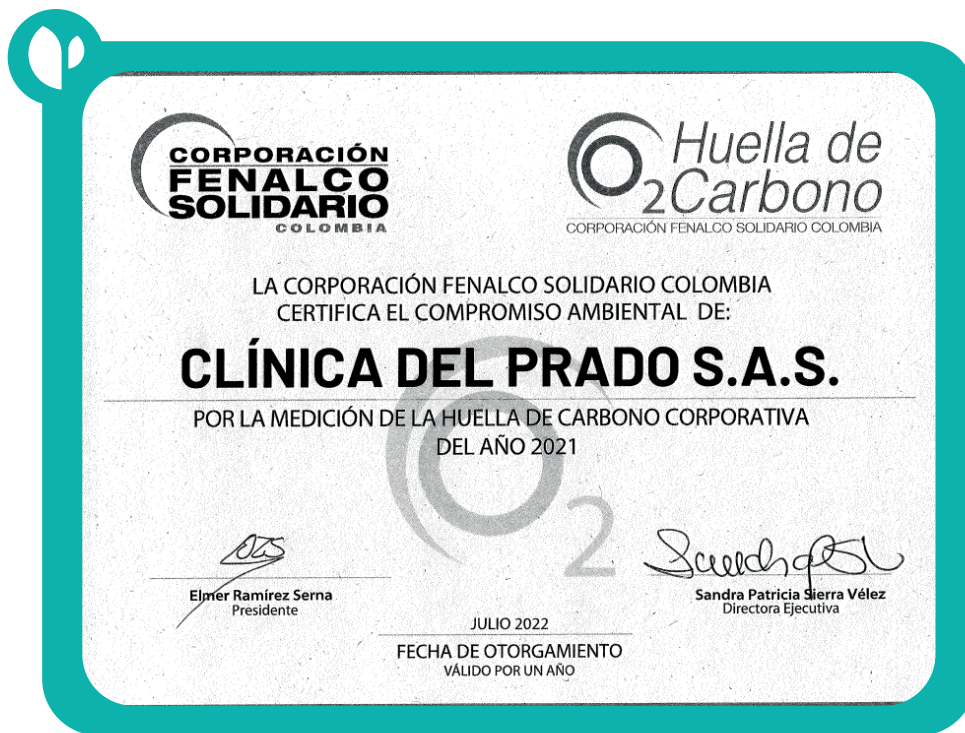 CORPORACIÓN
FENALCO
SOLIDARIO
COLOMBIA
Huella de
O2Carbono
CORPORACIÓN FENALCO SOLIDARIO COLOMBIA
LA CORPORACIÓN FENALCO SOLIDARIO COLOMBIA
CERTIFICA EL COMPROMISO AMBIENTAL DE:
CLÍNICA DEL PRADO S.A.S.
POR LA MEDICIÓN DE LA HUELLA DE CARBONO CORPORATIVA
DEL AÑO 2021
O2
Elmer Ramírez Serna
Presidente
Sandra Patricia Sierra Vélez
Directora Ejecutiva
JULIO 2022
FECHA DE OTORGAMIENTO
VÁLIDO POR UN AÑO